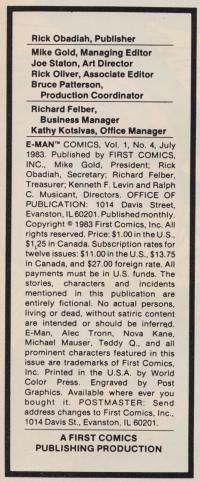 Rick Obadiah, Publisher
Mike Gold, Managing Editor
Joe Staton, Art Director
Rick Oliver, Associate Editor
Bruce Patterson,
Production Coordinator
Richard Felber,
Business Manager
Kathy Kotsivas, Office Manager
E-MAN™ COMICS, Vol. 1, No. 4, July
1983. Published by FIRST COMICS,
INC., Mike Gold, President; Rick
Obadiah, Secretary; Richard Felber,
Treasurer; Kenneth F. Levin and Ralph
C. Musicant, Directors. OFFICE OF
PUBLICATION: 1014 Davis Street,
Evanston, IL 60201. Published monthly.
Copyright © 1983 First Comics, Inc. All
rights reserved. Price: $1.00 in the U.S.,
$1.25 in Canada. Subscription rates for
twelve issues: $11.00 in the U.S., $13.75
in Canada, and $27.00 foreign rate. All
payments must be in U.S. funds. The
stories, characters and incidents
mentioned in this publication are
entirely fictional. No actual persons,
living or dead, without satiric content
are intended or should be inferred.
E-Man, Alec Tronn, Nova Kane,
Michael Mauser, Teddy Q., and all
prominent characters featured in this
issue are trademarks of First Comics,
Inc. Printed in the U.S.A. by World
Color Press. Engraved by Post
Graphics. Available where ever you
bought it. POSTMASTER: Send
address changes to First Comics, Inc.,
1014 Davis St., Evanston, IL 60201.
A FIRST COMICS
PUBLISHING PRODUCTION